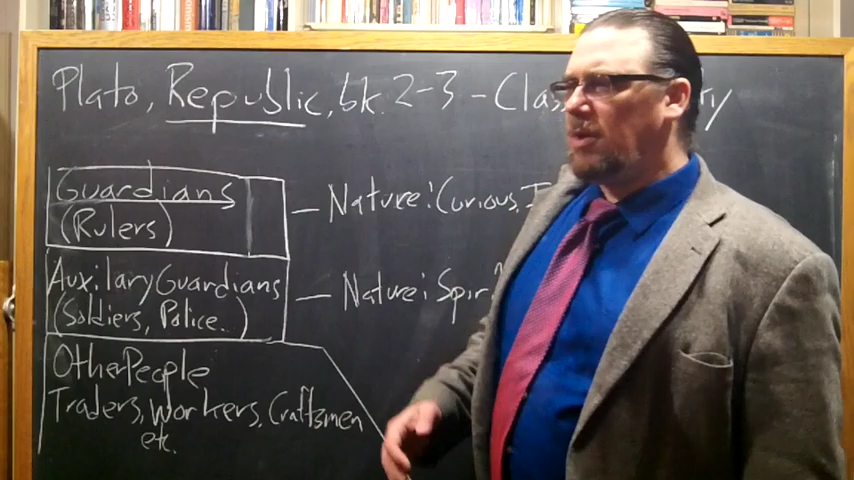 Plato, Republic, bk. 2-3 - Clas
Guardians
(Rulers)
- Nature: Curious,
Auxilary Guardians
(Soldiers, Police..)
- Nature: Spir
Other People
Traders, Workers, Craftsmen
etc.